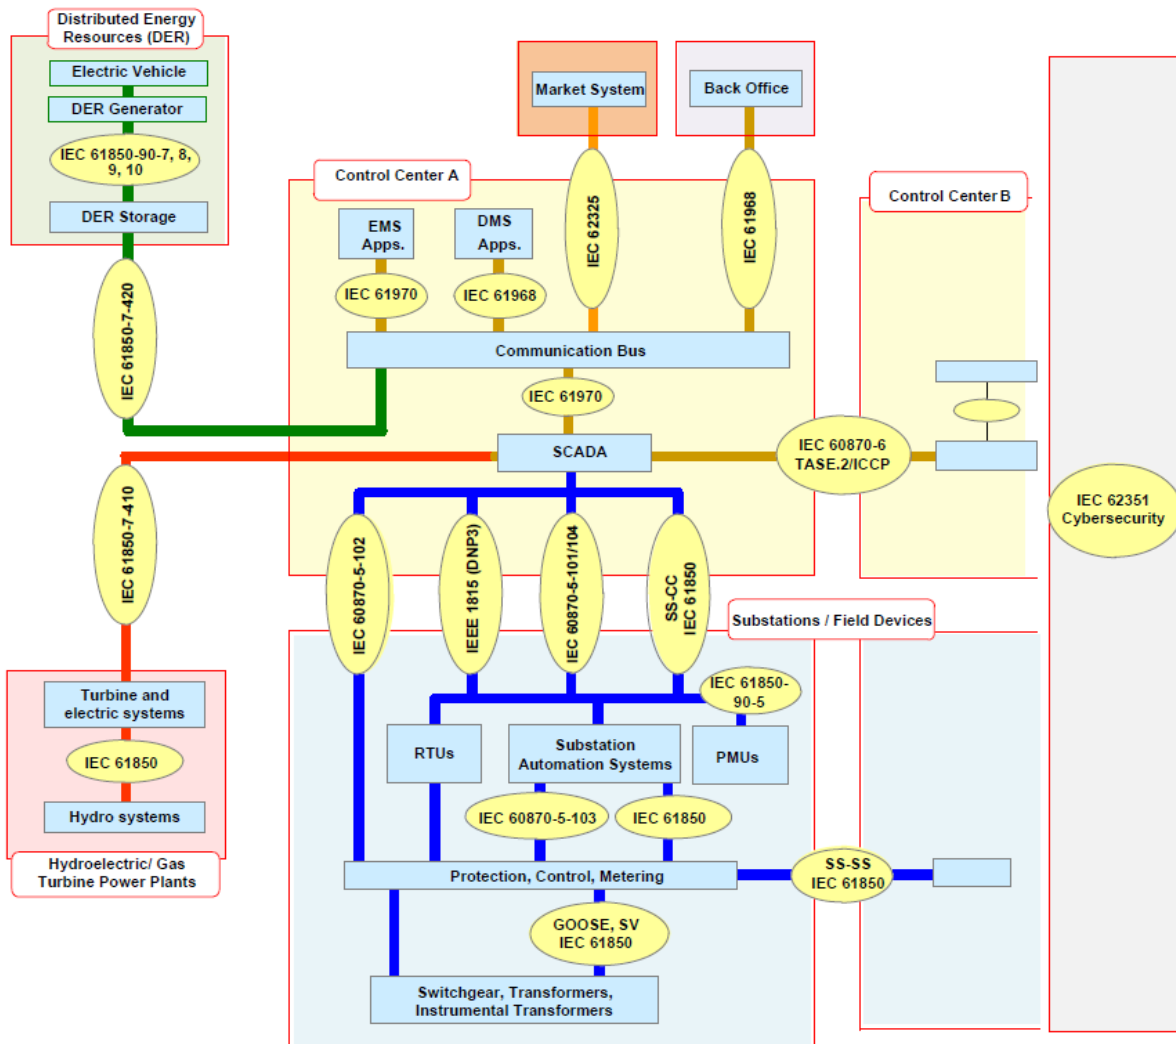 Distributed Energy
Resources (DER)
Electric Vehicle
DER Generator
IEC 61850-90-7, 8,
9, 10
DER Storage
IEC 61850-7-420
Market System
Back Office
Control Center A
EMS
Apps.
DMS
Apps.
IEC 62325
IEC 61968
IEC 61970
IEC 61968
Communication Bus
IEC 61970
SCADA
Control Center B
IEC 60870-6
TASE.2/ICCP
IEC 62351
Cybersecurity
IEC 61850-7-410
IEC 60870-5-102
IEEE 1815 (DNP3)
IEC 60870-5-101/104
SS-CC
IEC 61850
Substations / Field Devices
IEC 61850-
90-5
Turbine and
electric systems
IEC 61850
Hydro systems
Hydroelectric/ Gas
Turbine Power Plants
RTUs
Substation
Automation Systems
PMUs
IEC 60870-5-103
IEC 61850
Protection, Control, Metering
SS-SS
IEC 61850
GOOSE, SV
IEC 61850
Switchgear, Transformers,
Instrumental Transformers